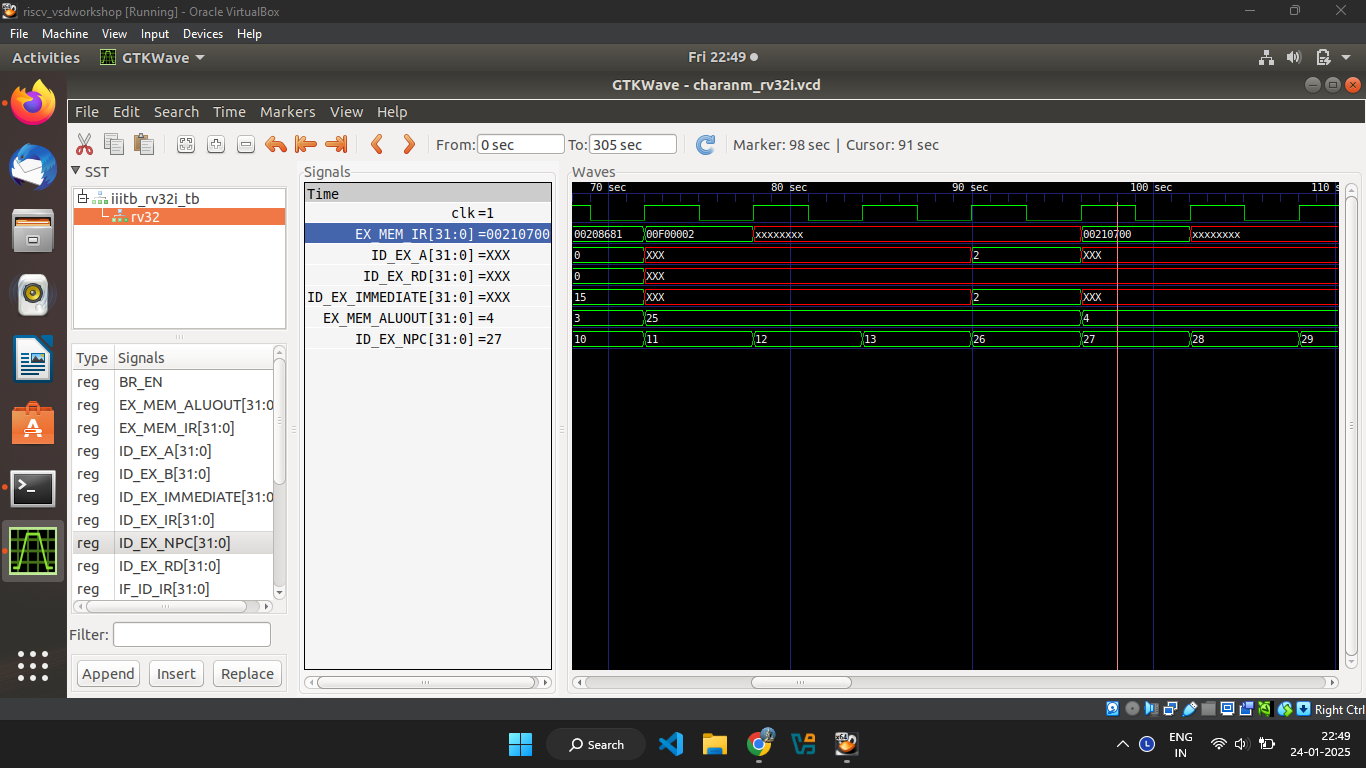 riscv_vsdworkshop [Running] - Oracle VirtualBox
File Machine View Input Devices Help
Activities GTKWave Fri 22:49
GTKWave - charanm_rv32i.vcd
File Edit Search Time Markers View Help
From: 0 sec To: 305 sec Marker: 98 sec | Cursor: 91 sec
SST
iiitb_rv32i_tb
rv32
Type Signals
reg BR_EN
reg EX_MEM_ALUOUT[31:0
reg EX_MEM_IR[31:0]
reg ID_EX_A[31:0]
reg ID_EX_B[31:0]
reg ID_EX_IMMEDIATE[31:0
reg ID_EX_IR[31:0]
reg ID_EX_NPC[31:0]
reg ID_EX_RD[31:0]
reg IF_ID_IR[31:0]
Filter:
Append Insert Replace
Signals
Time
clk =1
EX_MEM_IR[31:0] =00210700
ID_EX_A[31:0] =XXX
ID_EX_RD[31:0] =XXX
ID_EX_IMMEDIATE[31:0] =XXX
EX_MEM_ALUOUT[31:0] =4
ID_EX_NPC[31:0] =27
Waves
70 sec 80 sec 90 sec 100 sec 110 s
00208681 00F00002 xxxxxxxx 00210700 xxxxxxxx
0 XXX 2 XXX
0 XXX
15 XXX 2 XXX
3 25 4
10 11 12 13 26 27 28 29
Right Ctrl
Search
ENG
IN
22:49
24-01-2025